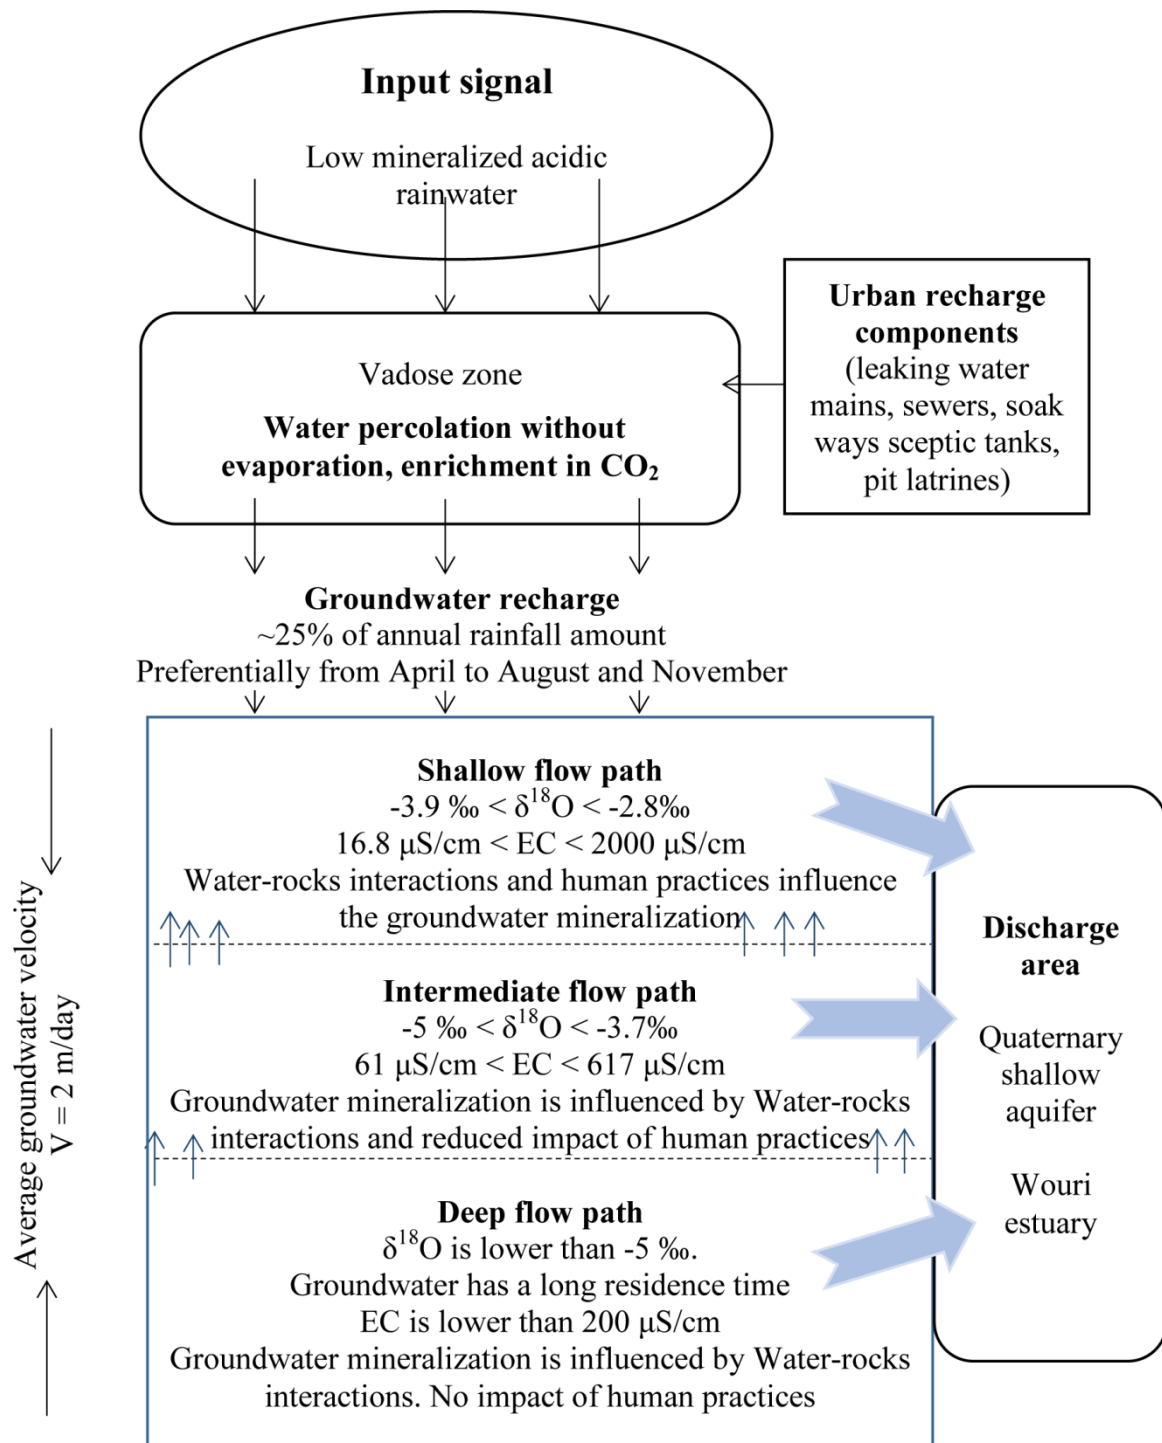 Input signal
Low mineralized acidic
rainwater
Urban recharge
components
(leaking water
mains, sewers, soak
ways sceptic tanks,
pit latrines)
Vadose zone
Water percolation without
evaporation, enrichment in CO₂
Groundwater recharge
~25% of annual rainfall amount
Preferentially from April to August and November
Average groundwater velocity
V = 2 m/day
Shallow flow path
-3.9 ‰ < δ¹⁸O < -2.8‰
16.8 μS/cm < EC < 2000 μS/cm
Water-rocks interactions and human practices influence
the groundwater mineralization
Intermediate flow path
-5 ‰ < δ¹⁸O < -3.7‰
61 μS/cm < EC < 617 μS/cm
Groundwater mineralization is influenced by Water-rocks
interactions and reduced impact of human practices
Deep flow path
δ¹⁸O is lower than -5 ‰.
Groundwater has a long residence time
EC is lower than 200 μS/cm
Groundwater mineralization is influenced by Water-rocks
interactions. No impact of human practices
Discharge
area
Quaternary
shallow
aquifer
Wouri
estuary